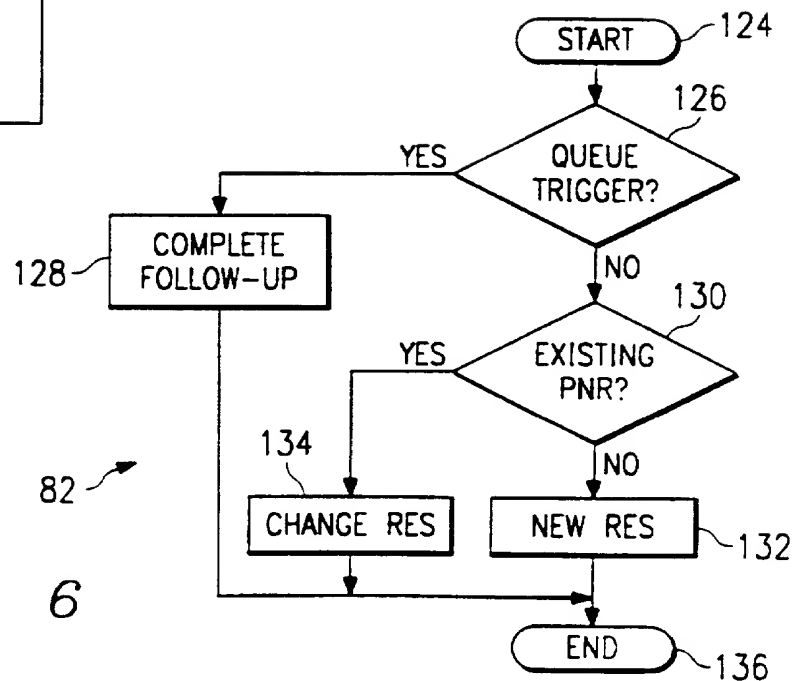 START
124
126
YES
QUEUE
TRIGGER?
COMPLETE
FOLLOW-UP
128
NO
130
YES
EXISTING
PNR?
134
NO
82
CHANGE RES
NEW RES
132
6
END
136